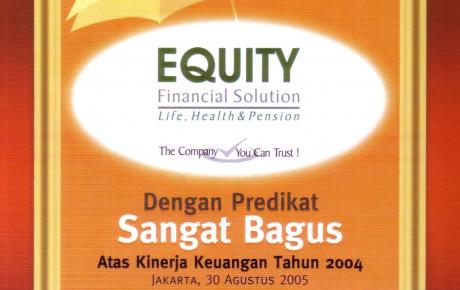 EQUITY
Financial Solution
Life, Health & Pension
The Company You Can Trust !
Dengan Predikat
Sangat Bagus
Atas Kinerja Keuangan Tahun 2004
JAKARTA, 30 AGUSTUS 2005